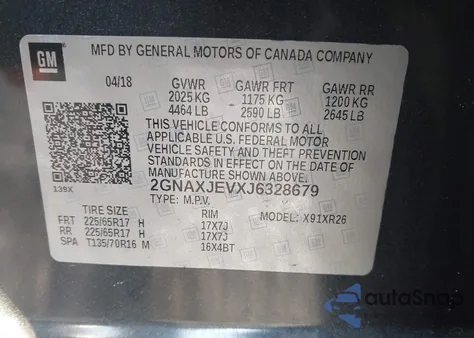 GM
MFD BY GENERAL MOTORS OF CANADA COMPANY
04/18 GVWR GAWR FRT GAWR RR
2025 KG 1175 KG 1200 KG
4464 LB 2590 LB 2645 LB
THIS VEHICLE CONFORMS TO ALL
APPLICABLE U.S. FEDERAL MOTOR
VEHICLE SAFETY AND THEFT
PREVENTION STANDARDS IN
EFFECT ON THE DATE OF
MANUFACTURE SHOWN ABOVE.
139X 2GNAXJEVXJ6328679
TYPE: M.P.V. MODEL: X91XR26
TIRE SIZE RIM
FRT 225/65R17 H 17X7J
RR 225/65R17 H 17X7J
SPA T135/70R16 M 16X4BT
autoSnap